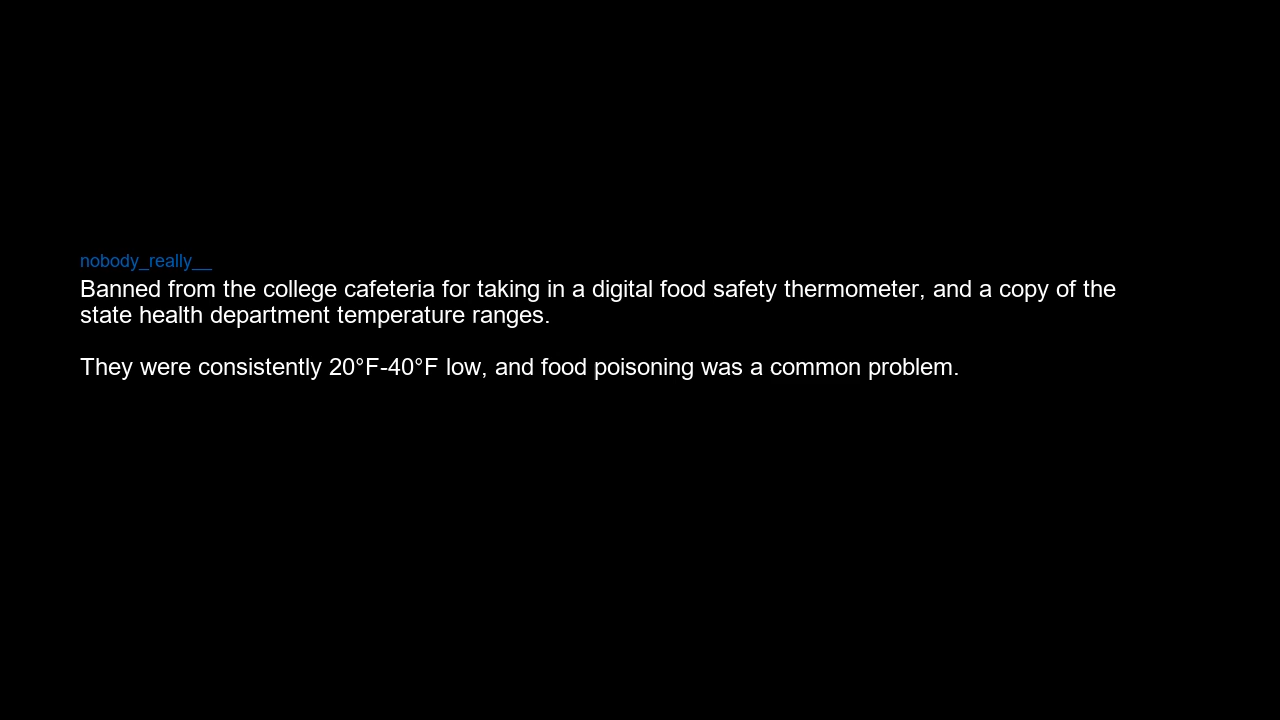 nobody_really__
Banned from the college cafeteria for taking in a digital food safety thermometer, and a copy of the
state health department temperature ranges.
They were consistently 20°F-40°F low, and food poisoning was a common problem.